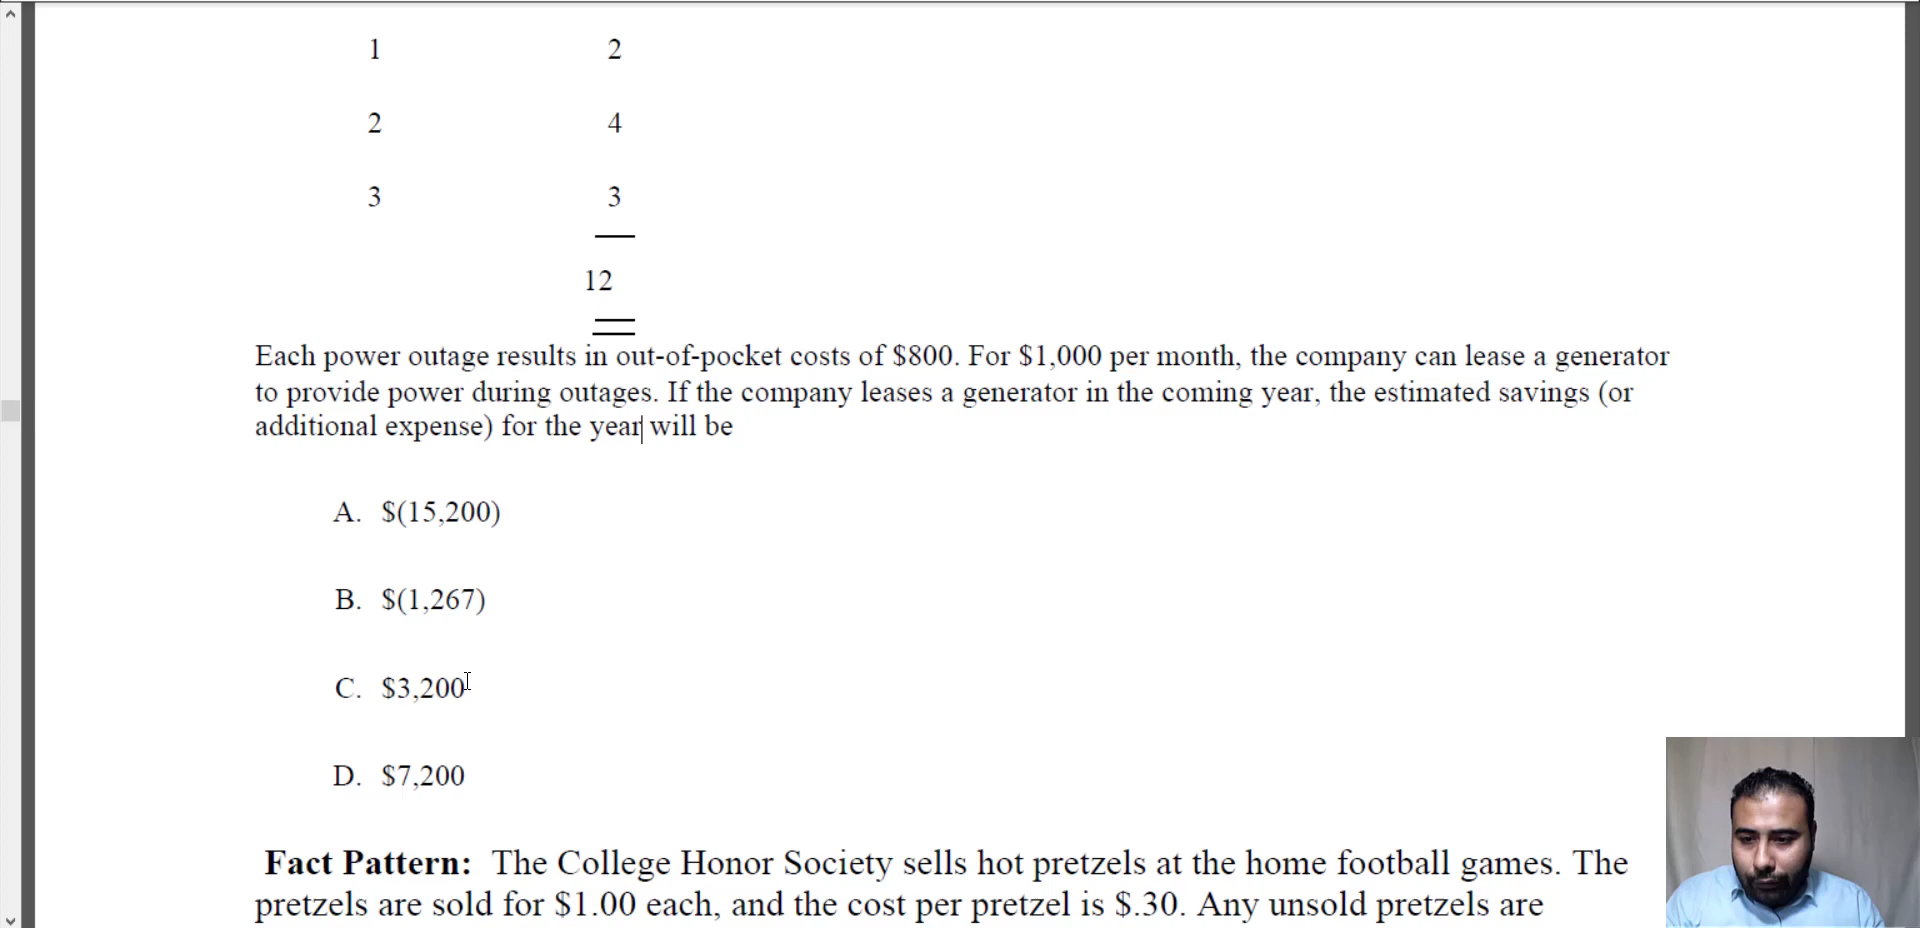 1 2
2 4
3 3
12
Each power outage results in out-of-pocket costs of $800. For $1,000 per month, the company can lease a generator
to provide power during outages. If the company leases a generator in the coming year, the estimated savings (or
additional expense) for the year will be
A. $(15,200)
B. $(1,267)
C. $3,200
D. $7,200
Fact Pattern: The College Honor Society sells hot pretzels at the home football games. The
pretzels are sold for $1.00 each, and the cost per pretzel is $.30. Any unsold pretzels are